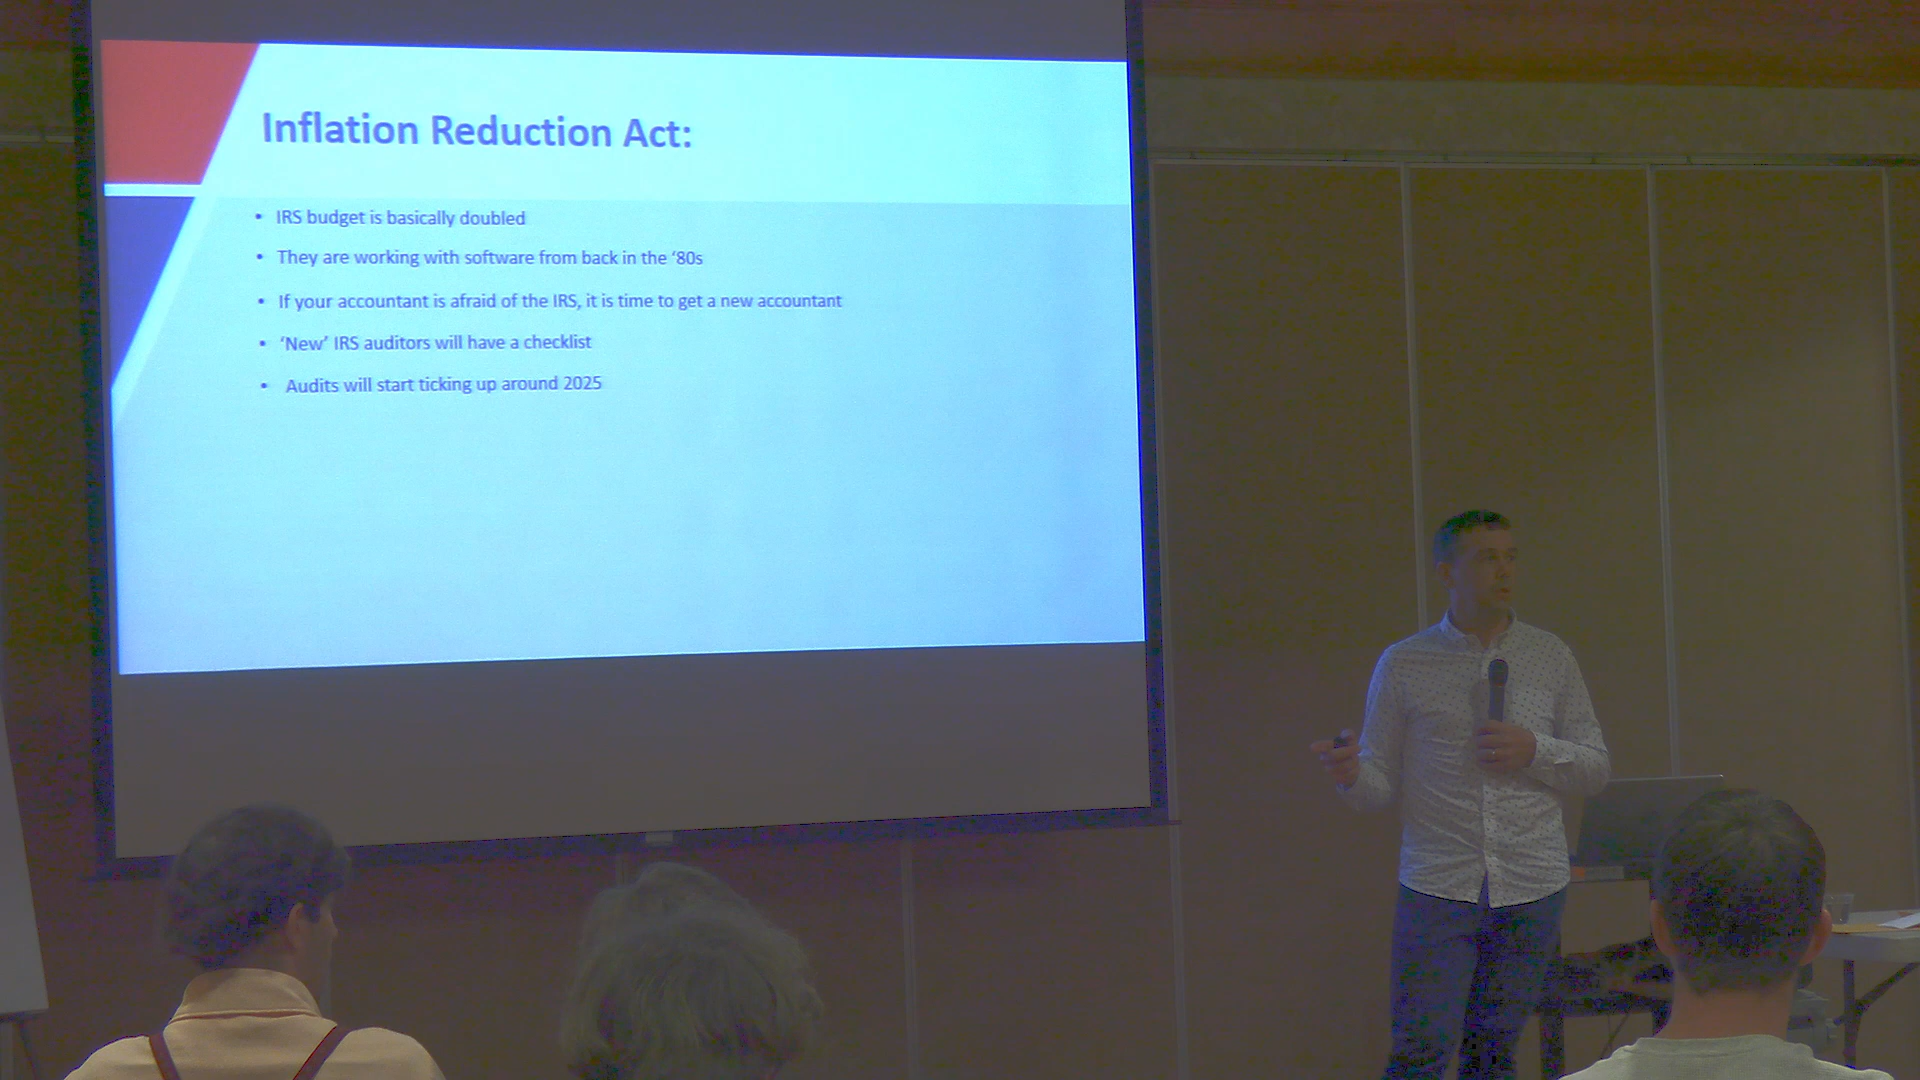 Inflation Reduction Act:
• IRS budget is basically doubled
• They are working with software from back in the ‘80s
• If your accountant is afraid of the IRS, it is time to get a new accountant
• ‘New’ IRS auditors will have a checklist
• Audits will start ticking up around 2025